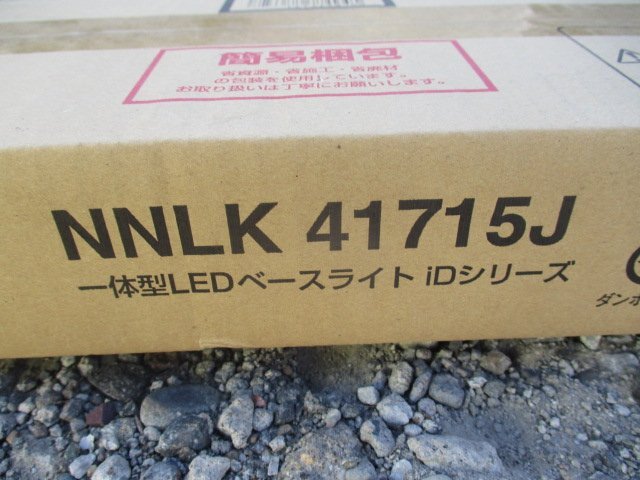 簡易梱包
省資源・省施工・省廃材
の包装を使用しています。
お取り扱いは丁寧にお願いします。
NNLK 41715J
一体型LEDベースライト iDシリーズ
ダンボ